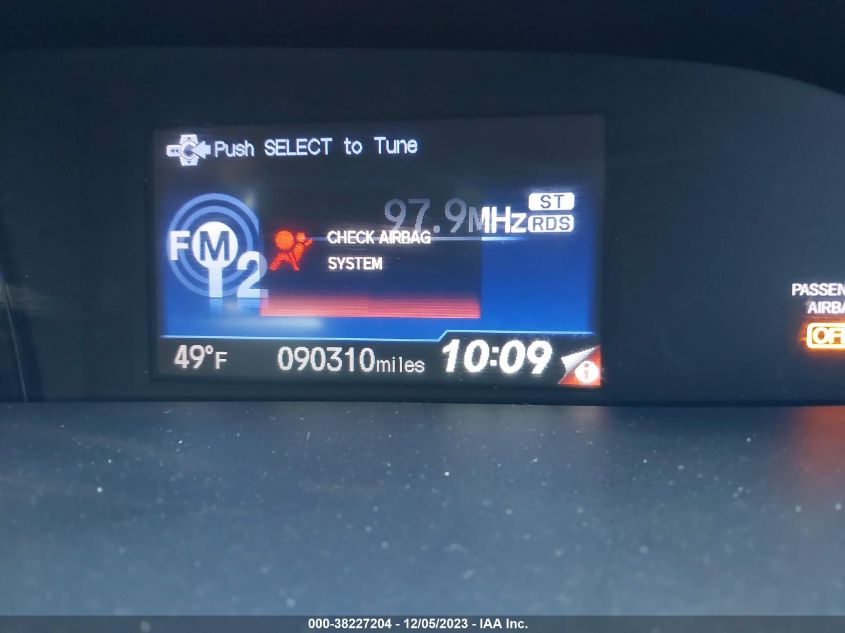 Push SELECT to Tune
97.9MHz
ST
RDS
FM
2
CHECK AIRBAG
SYSTEM
49°F
090310miles
10:09
i
PASSEN
AIRBA
OF
000-38227204 - 12/05/2023 - IAA Inc.